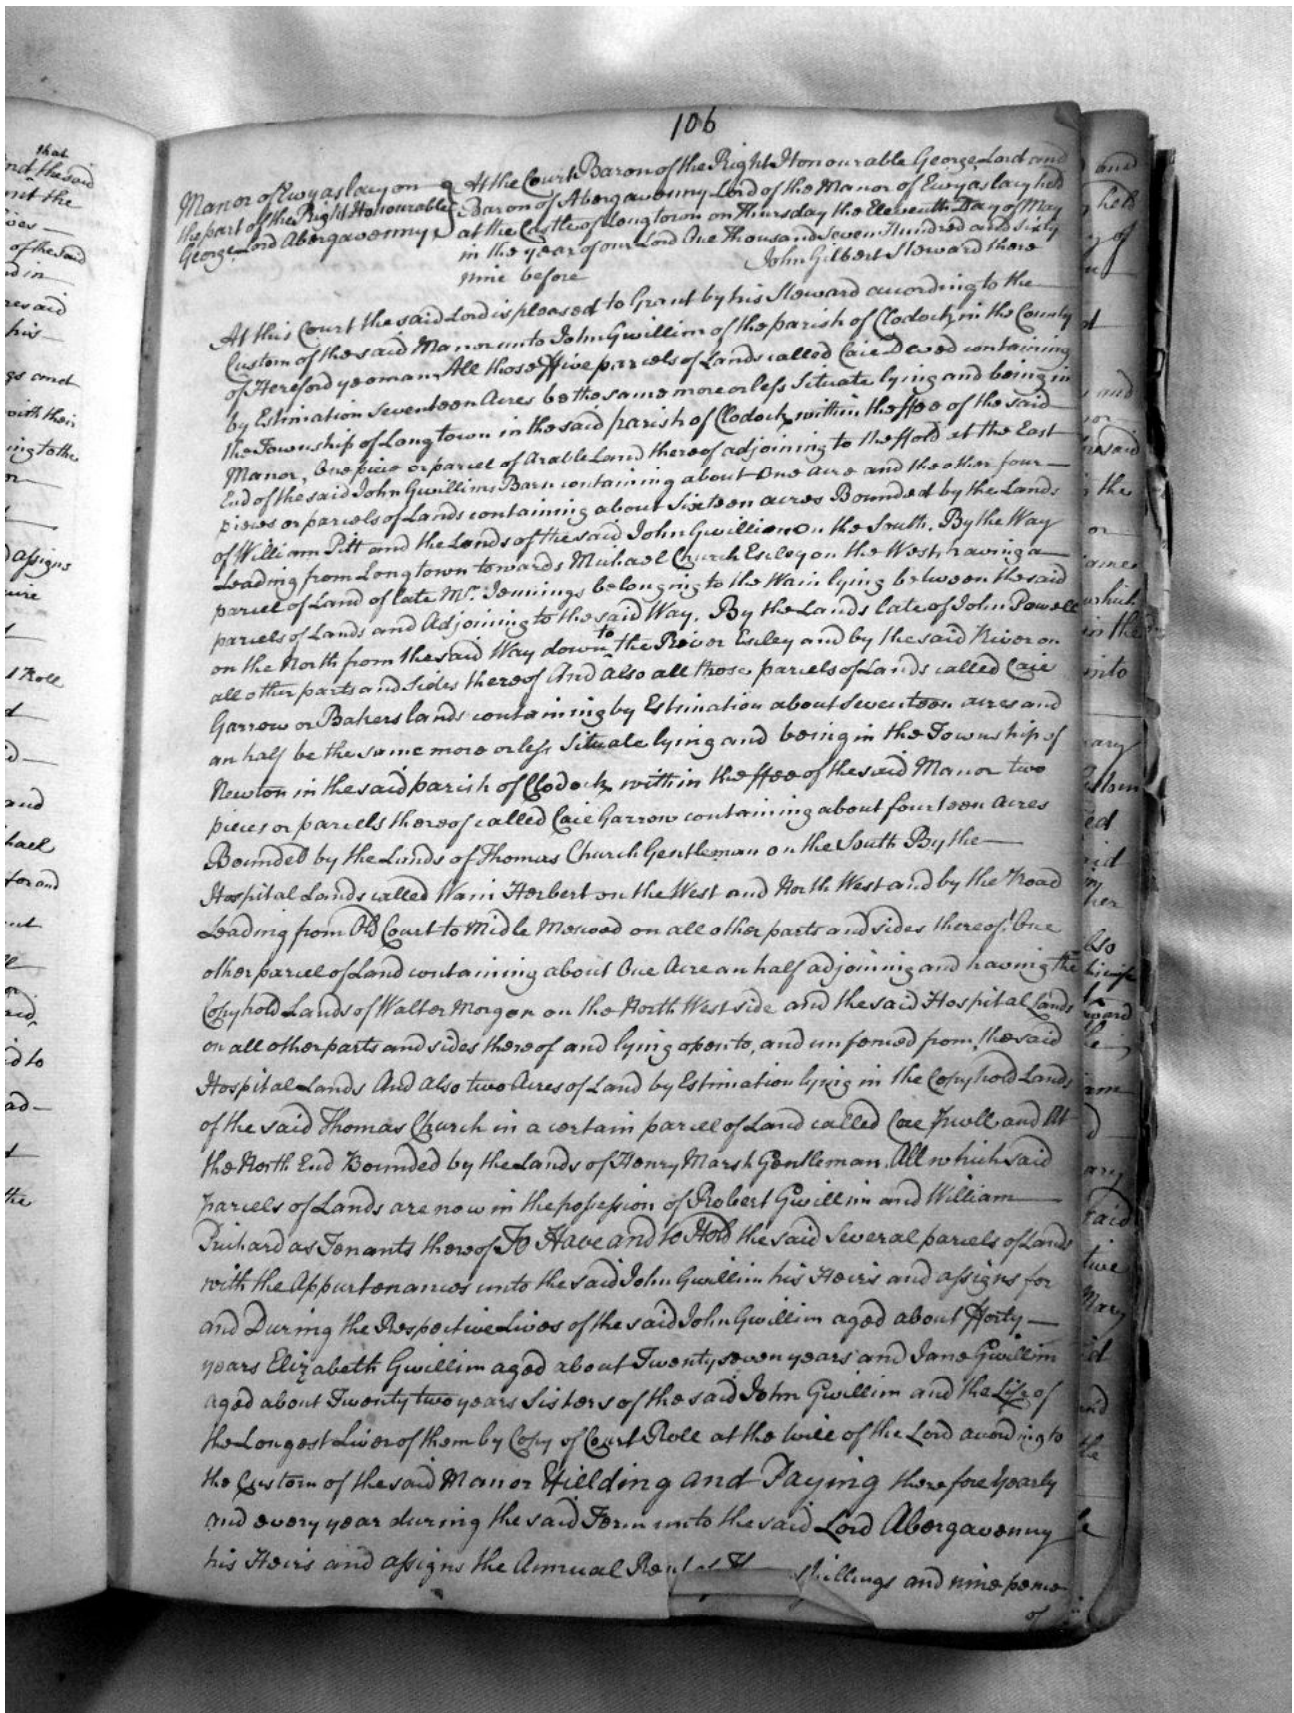 106
Manor of Ewyaslacy on
the part of the Right Honourable
George Lord Abergavenny
At the Court Baron of the Right Honourable George Lord and
Baron of Abergavenny Lord of the Manor of Ewyaslacy held
at the Castle of Longtown on Thursday the Eleventh Day of May
in the year of our Lord One Thousand Seven Hundred and sixty
nine before John Gilbert Steward there
At this Court the said Lord is pleased to Grant by his Steward according to the
Custom of the said Manor unto John Gwillim of the parish of Clodock in the County
of Hereford yeoman All those ffive parcels of Lands called Caie Dewed containing
by Estimation Seventeen Acres be the same more or less Situate lying and being in
the Township of Longtown in the said parish of Clodock within the ffee of the said
Manor, One piece or parcel of Arable Land thereof adjoining to the ffold at the East
End of the said John Gwillims Barn containing about One Acre and the other four
pieces or parcels of Lands containing about Sixteen acres Bounded by the Lands
of William Pitt and the Lands of the said John Gwillim on the South, By the Way
Leading from Longtown towards Michael Church Escley on the West having a
parcel of Land of late Mr. Jennings belonging to the Wain lying between the said
parcels of Lands and Adjoining to the said Way, By the Lands late of John Powell
on the North from the said Way down to the River Escley and by the said River on
all other parts and Sides thereof And Also all those parcels of Lands called Caie
Garrow or Bakers lands containing by Estimation about Seventeen acres and
an half be the same more or less Situate lying and being in the Township of
Newton in the said parish of Clodock within the ffee of the said Manor two
pieces or parcells thereof called Caie Garrow containing about fourteen Acres
Bounded by the Lands of Thomas Church Gentleman on the South By the
Hospital Lands called Wain Herbert on the West and North West and by the Road
Leading from Old Court to Midle Mescoed on all other parts and sides thereof. One
other parcel of Land containing about One Acre an half adjoining and having the
Copyhold Lands of Walter Morgan on the North West side and the said Hospital Lands
on all other parts and sides thereof and lying open to, and unfenced from, the said
Hospital Lands And Also two Acres of Land by Estimation lying in the Copyhold Lands
of the said Thomas Church in a certain parcel of Land called Cae and At
the North End Bounded by the Lands of Henry Marsh Gentleman, All which said
parcels of Lands are now in the possession of Robert Gwillim and William
Prichard as Tenants thereof To Have and to Hold the said Several parcels of Lands
with the Appurtenances unto the said John Gwillim his Heirs and assigns for
and During the Respective Lives of the said John Gwillim aged about fforty
years Elizabeth Gwillim aged about Twenty seven years and Jane Gwillim
aged about Twenty two years Sisters of the said John Gwillim and the Life of
the Longest Liver of them by Copy of Court Roll at the Will of the Lord according to
the Custom of the said Manor Yielding and Paying therefore Yearly
and every year during the said Term unto the said Lord Abergavenny
his Heirs and assigns the Annual Rent of shillings and nine pence
of